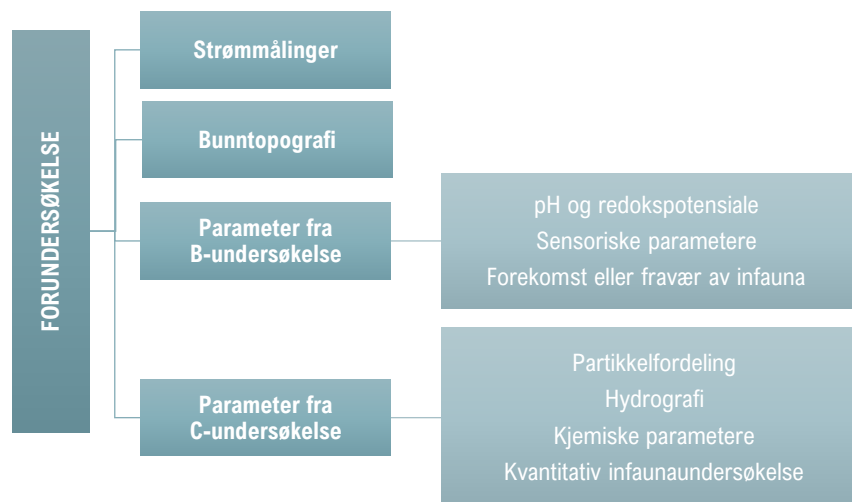 FORUNDERSØKELSE
Strømmålinger
Bunntopografi
Parameter fra
B-undersøkelse
pH og redokspotensiale
Sensoriske parametere
Forekomst eller fravær av infauna
Parameter fra
C-undersøkelse
Partikkelfordeling
Hydrografi
Kjemiske parametere
Kvantitativ infaunaundersøkelse